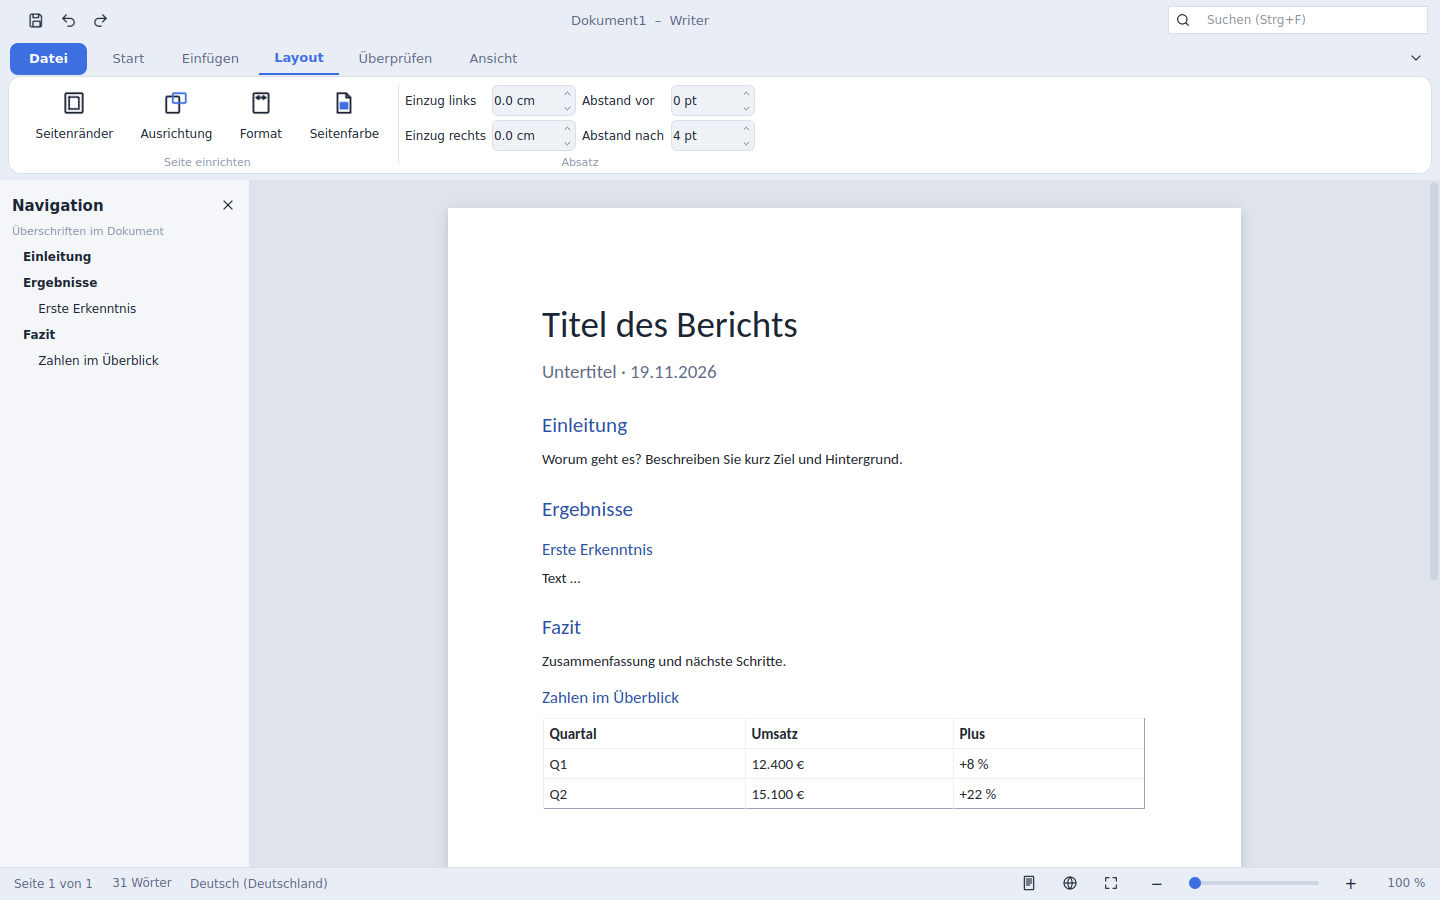 Dokument1 – Writer
Suchen (Strg+F)
Datei Start Einfügen Layout Überprüfen Ansicht
Seitenränder Ausrichtung Format Seitenfarbe
Seite einrichten
Einzug links 0.0 cm Abstand vor 0 pt
Einzug rechts 0.0 cm Abstand nach 4 pt
Absatz
Navigation
Überschriften im Dokument
Einleitung
Ergebnisse
Erste Erkenntnis
Fazit
Zahlen im Überblick
Titel des Berichts
Untertitel · 19.11.2026
Einleitung
Worum geht es? Beschreiben Sie kurz Ziel und Hintergrund.
Ergebnisse
Erste Erkenntnis
Text ...
Fazit
Zusammenfassung und nächste Schritte.
Zahlen im Überblick
Quartal Umsatz Plus
Q1 12.400 € +8 %
Q2 15.100 € +22 %
Seite 1 von 1 31 Wörter Deutsch (Deutschland) 100 %